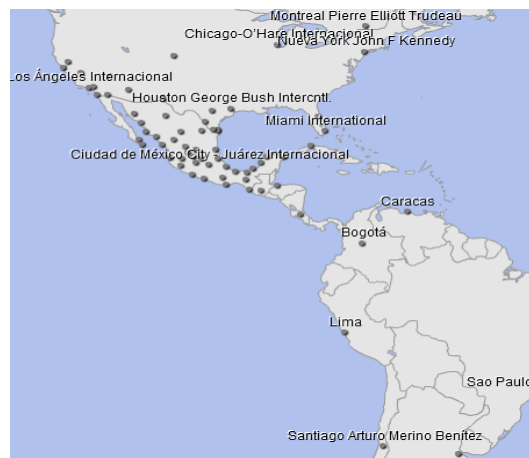 Montreal Pierre Elliott Trudeau
Chicago-O'Hare Internacional
Nueva York John F Kennedy
Los Ángeles Internacional
Houston George Bush Intercntl.
Miami International
Ciudad de México City - Juárez Internacional
Caracas
Bogotá
Lima
Sao Paulo
Santiago Arturo Merino Benítez